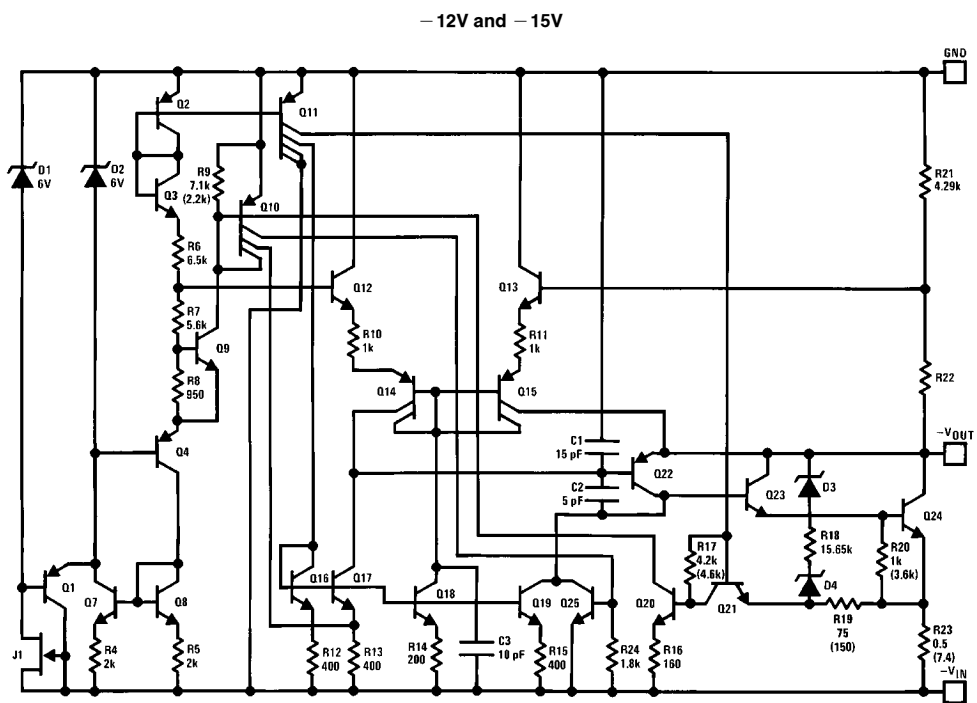 −12V and −15V
GND
Q2
Q11
D1
6V
D2
6V
R9
7.1k
(2.2k)
Q3
R21
4.29k
Q10
R6
6.5k
Q12
Q13
R7
5.6k
R10
1k
R11
1k
Q9
R8
950
Q14
Q15
R22
−VOUT
C1
15 pF
Q4
Q22
C2
5 pF
Q23
D3
Q24
R18
15.65k
R20
1k
(3.6k)
R17
4.2k
(4.6k)
Q1
Q7
Q8
Q16
Q17
Q18
Q19
Q25
Q20
Q21
D4
R19
75
(150)
J1
R4
2k
R5
2k
R12
400
R13
400
R14
200
C3
10 pF
R15
400
R24
1.8k
R16
160
R23
0.5
(7.4)
−VIN